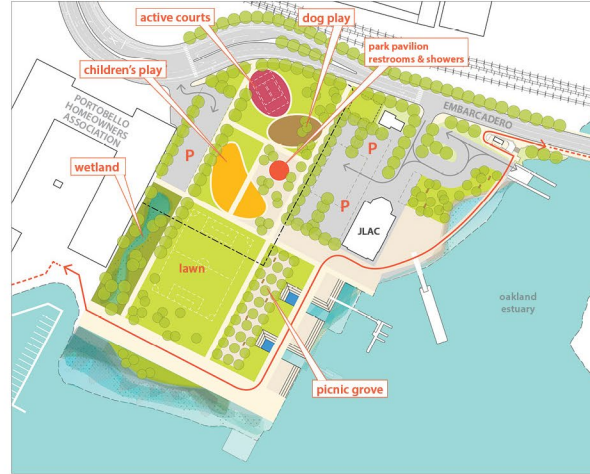 active courts
dog play
park pavilion
restrooms & showers
children's play
EMBARCADERO
PORTOBELLO
HOMEOWNERS
ASSOCIATION
P
P
wetland
P
JLAC
lawn
oakland
estuary
picnic grove